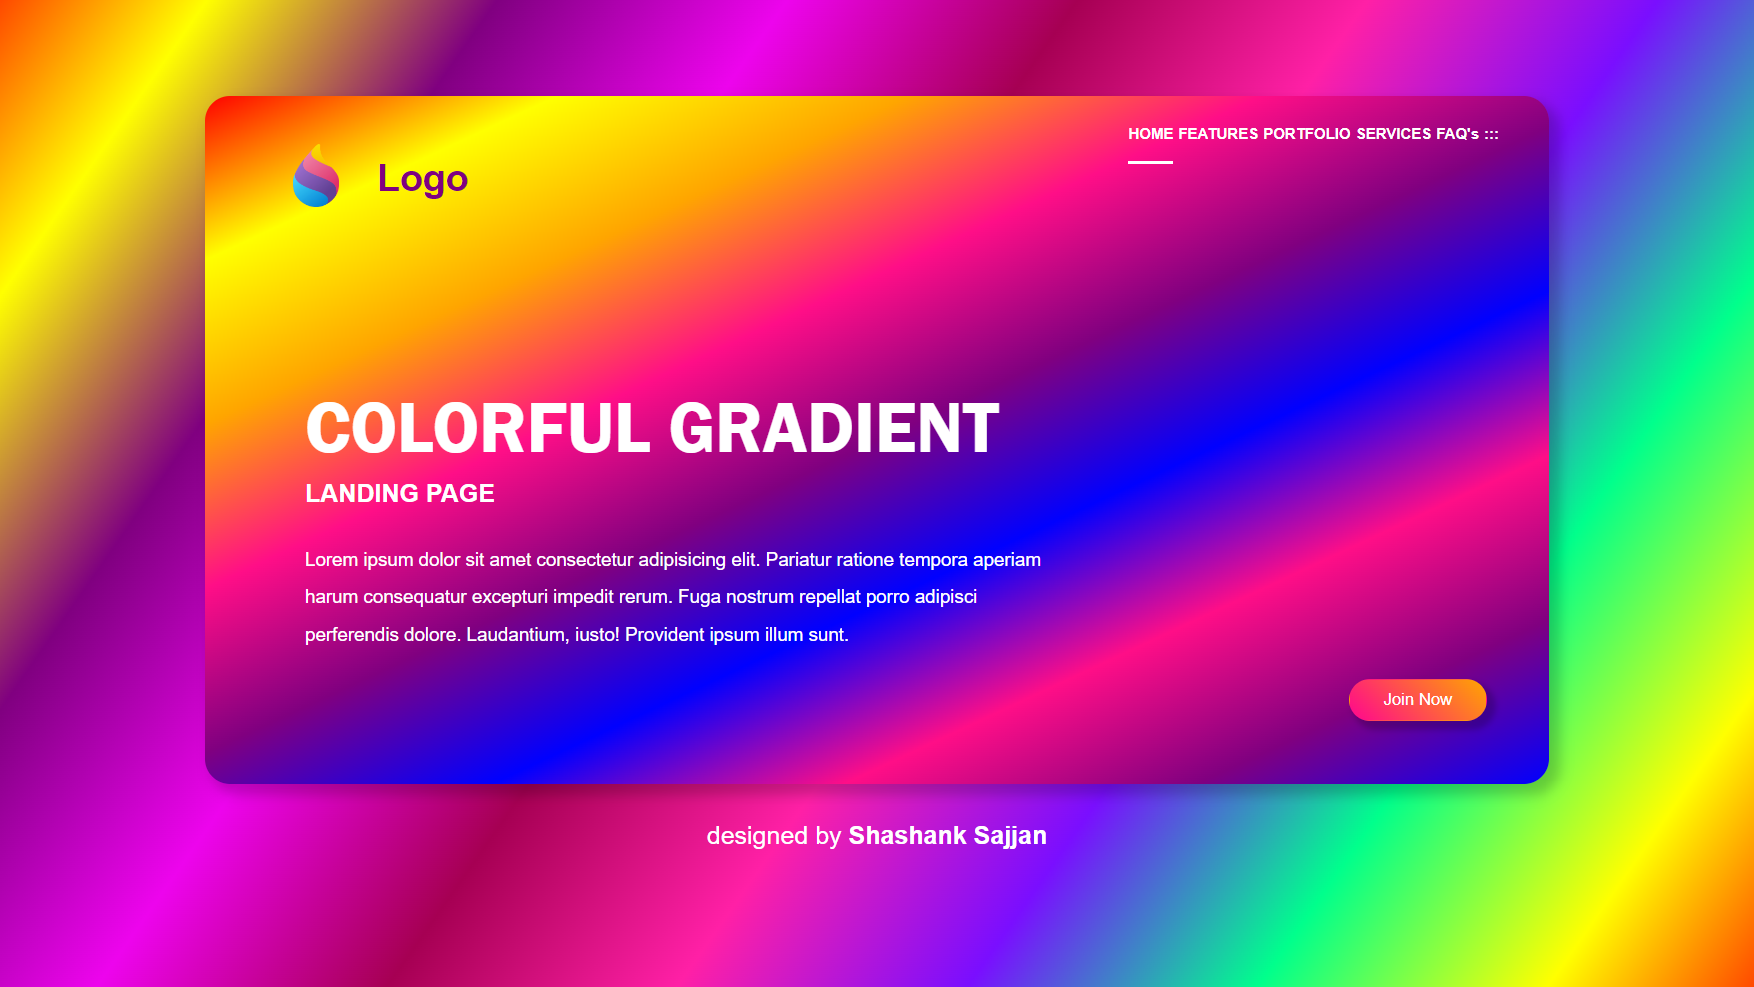 HOME FEATURES PORTFOLIO SERVICES FAQ's :::
Logo
COLORFUL GRADIENT
LANDING PAGE
Lorem ipsum dolor sit amet consectetur adipisicing elit. Pariatur ratione tempora aperiam
harum consequatur excepturi impedit rerum. Fuga nostrum repellat porro adipisci
perferendis dolore. Laudantium, iusto! Provident ipsum illum sunt.
Join Now
designed by Shashank Sajjan